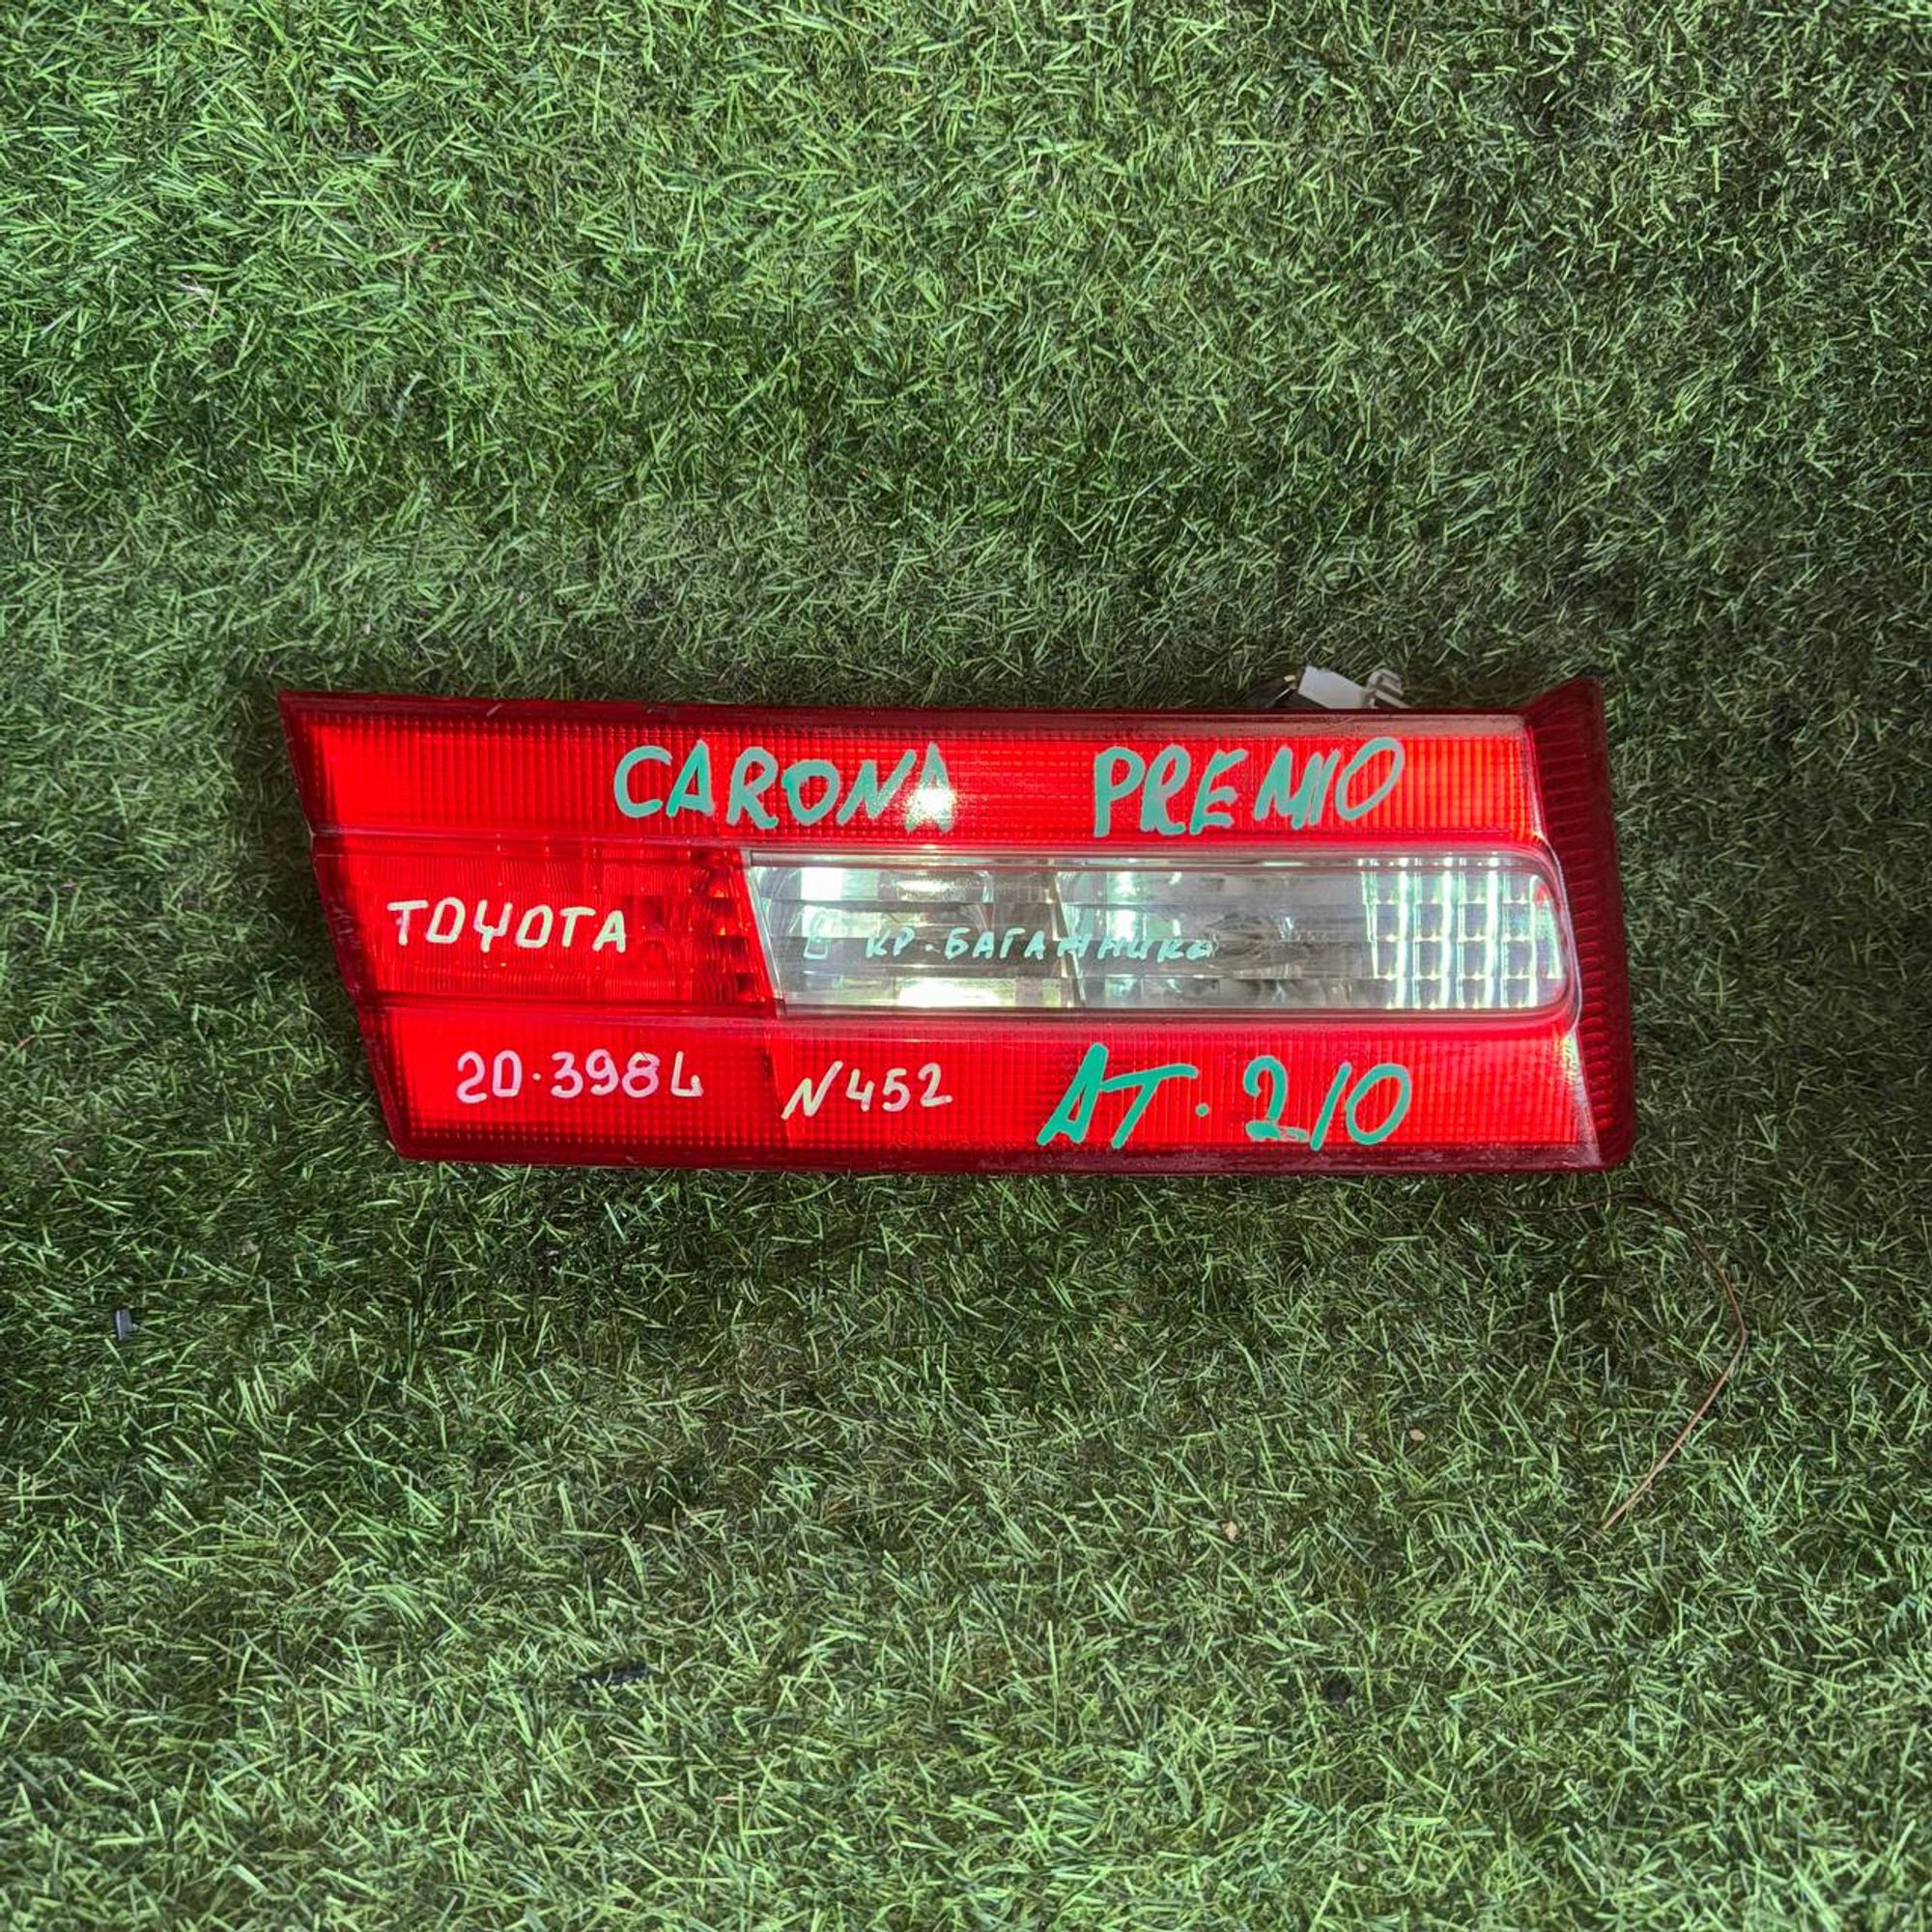 CARONA PREMIO
TOYOTA
КР. БАГАЖНИКА
20.398L N452 AT.210